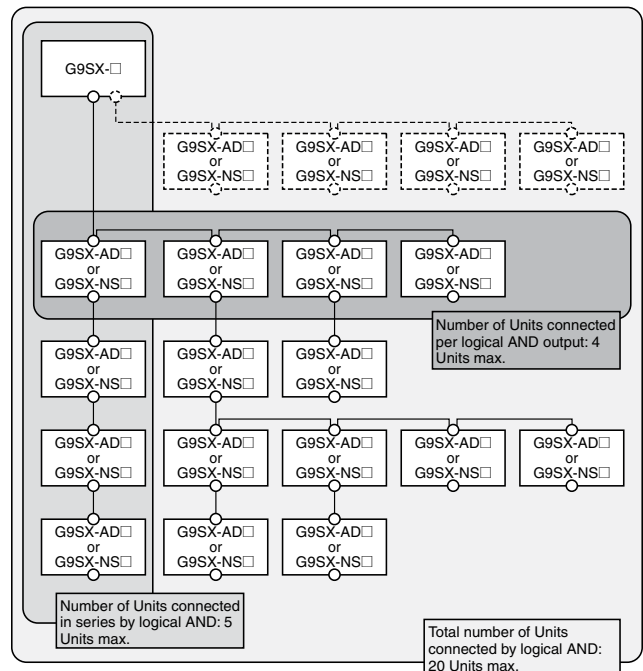 G9SX-□
G9SX-AD□
or
G9SX-NS□
G9SX-AD□
or
G9SX-NS□
G9SX-AD□
or
G9SX-NS□
G9SX-AD□
or
G9SX-NS□
G9SX-AD□
or
G9SX-NS□
G9SX-AD□
or
G9SX-NS□
G9SX-AD□
or
G9SX-NS□
G9SX-AD□
or
G9SX-NS□
Number of Units connected
per logical AND output: 4
Units max.
G9SX-AD□
or
G9SX-NS□
G9SX-AD□
or
G9SX-NS□
G9SX-AD□
or
G9SX-NS□
G9SX-AD□
or
G9SX-NS□
G9SX-AD□
or
G9SX-NS□
G9SX-AD□
or
G9SX-NS□
G9SX-AD□
or
G9SX-NS□
G9SX-AD□
or
G9SX-NS□
G9SX-AD□
or
G9SX-NS□
G9SX-AD□
or
G9SX-NS□
G9SX-AD□
or
G9SX-NS□
Number of Units connected
in series by logical AND: 5
Units max.
Total number of Units
connected by logical AND:
20 Units max.